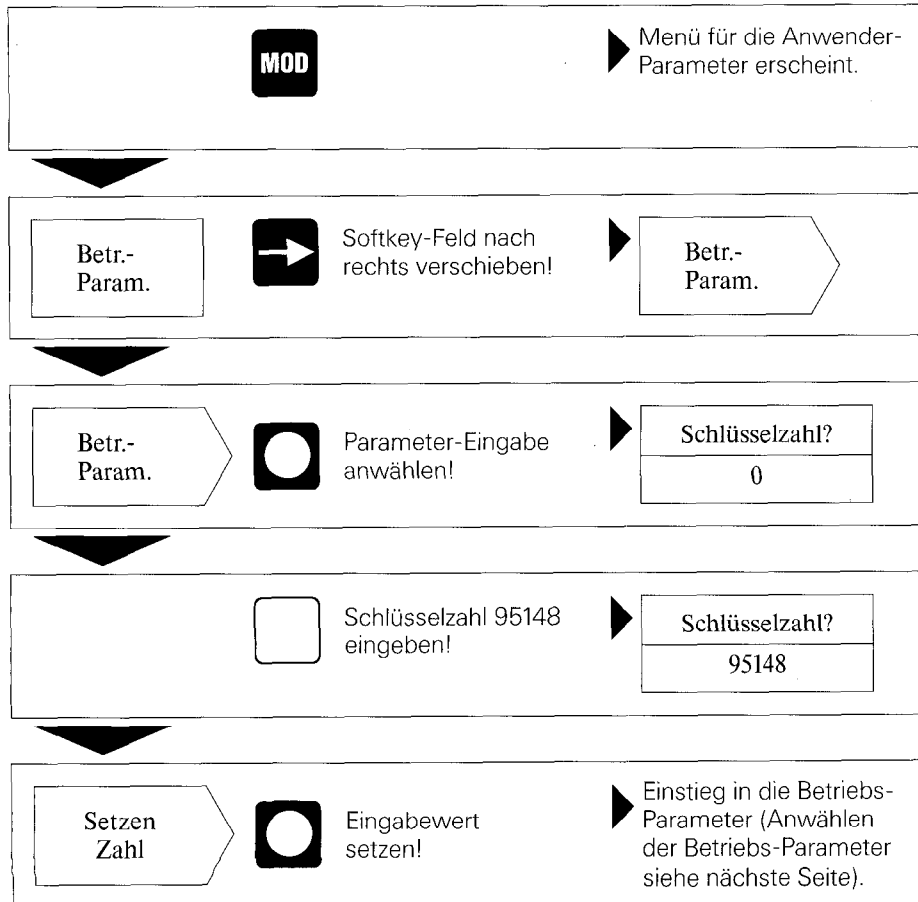 MOD
Menü für die Anwender-
Parameter erscheint.
Betr.-
Param.
Softkey-Feld nach
rechts verschieben!
Betr.-
Param.
Betr.-
Param.
Parameter-Eingabe
anwählen!
Schlüsselzahl?
0
Schlüsselzahl 95148
eingeben!
Schlüsselzahl?
95148
Setzen
Zahl
Eingabewert
setzen!
Einstieg in die Betriebs-
Parameter (Anwählen
der Betriebs-Parameter
siehe nächste Seite).